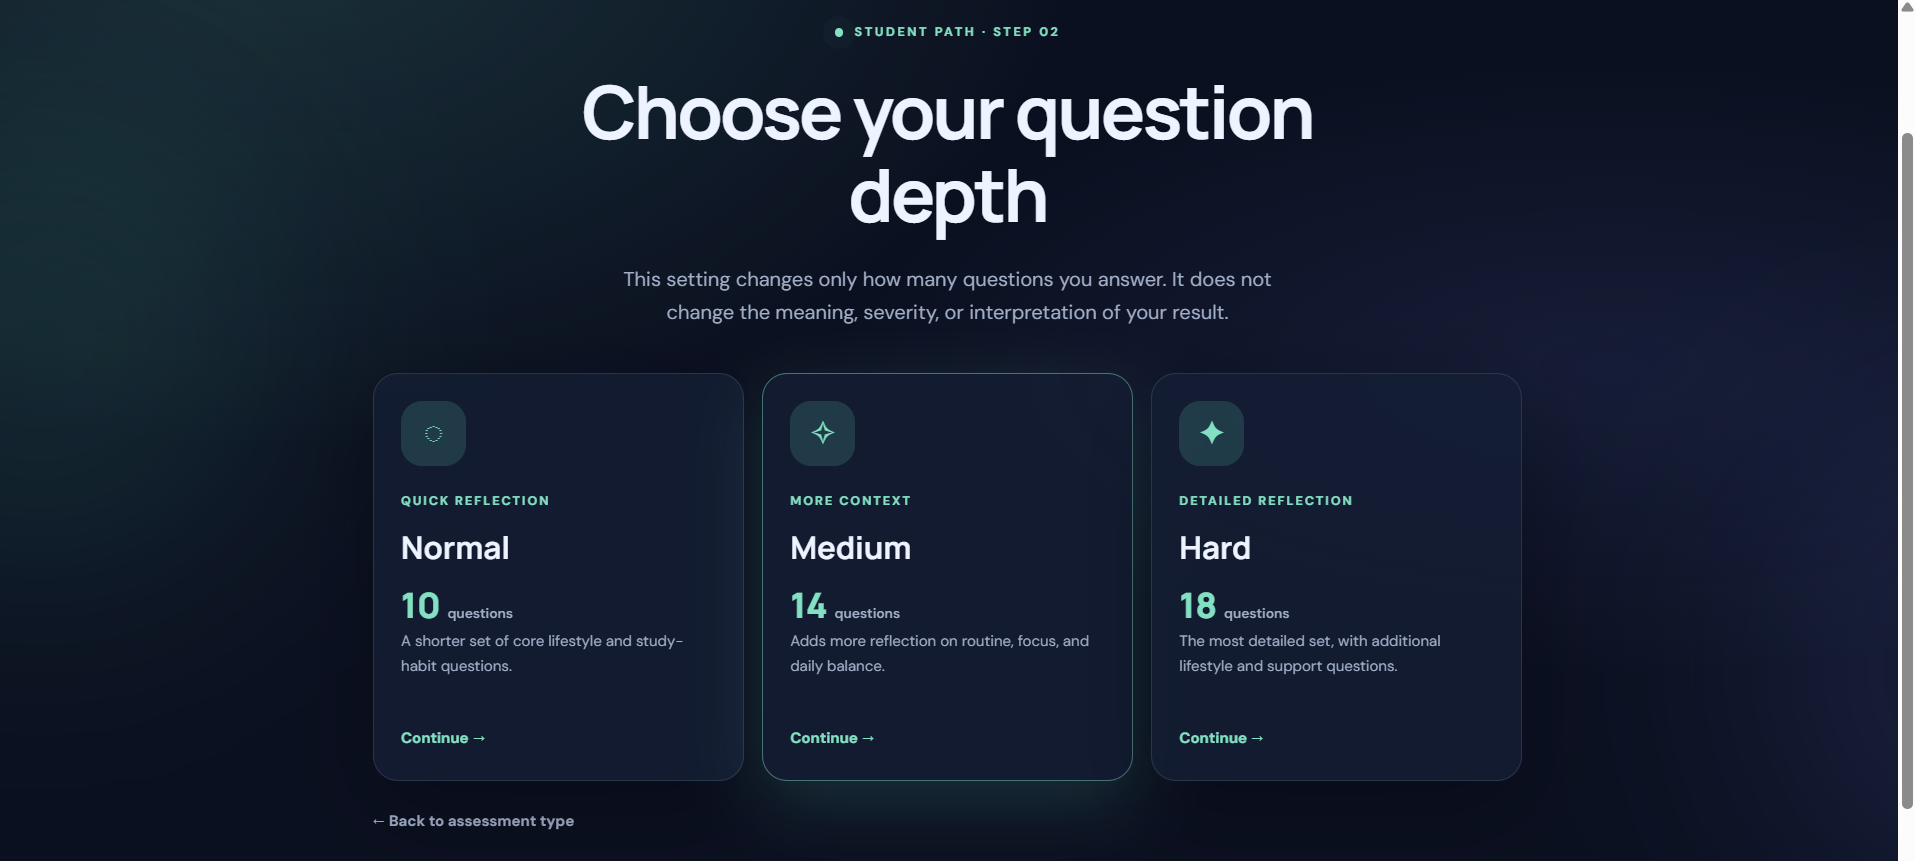 STUDENT PATH · STEP 02
Choose your question
depth
This setting changes only how many questions you answer. It does not
change the meaning, severity, or interpretation of your result.
QUICK REFLECTION
Normal
10 questions
A shorter set of core lifestyle and study-
habit questions.
Continue →
MORE CONTEXT
Medium
14 questions
Adds more reflection on routine, focus, and
daily balance.
Continue →
DETAILED REFLECTION
Hard
18 questions
The most detailed set, with additional
lifestyle and support questions.
Continue →
← Back to assessment type